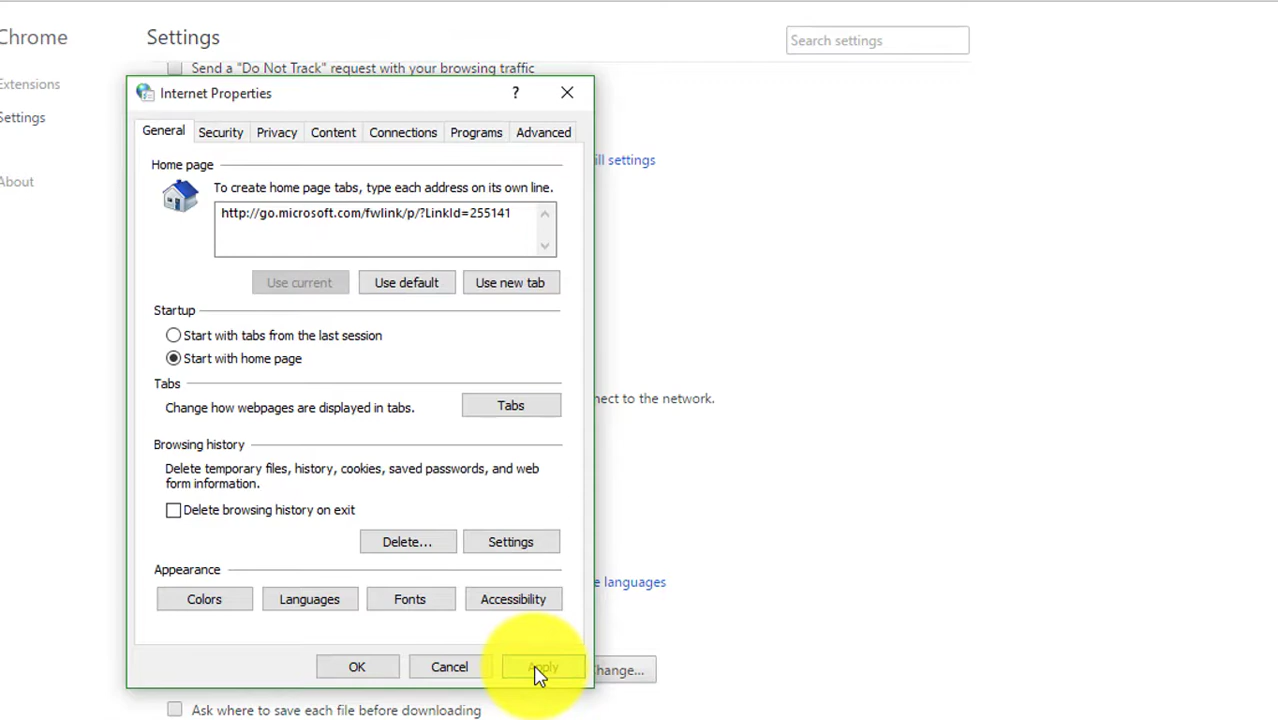 Chrome
Settings
Search settings
Extensions
Settings
About
Send a "Do Not Track" request with your browsing traffic
Internet Properties
?
General Security Privacy Content Connections Programs Advanced
Home page
To create home page tabs, type each address on its own line.
http://go.microsoft.com/fwlink/p/?LinkId=255141
Use current Use default Use new tab
Startup
Start with tabs from the last session
Start with home page
Tabs
Change how webpages are displayed in tabs.
Tabs
Browsing history
Delete temporary files, history, cookies, saved passwords, and web
form information.
Delete browsing history on exit
Delete... Settings
Appearance
Colors Languages Fonts Accessibility
OK Cancel Apply
ill settings
nect to the network.
e languages
hange...
Ask where to save each file before downloading